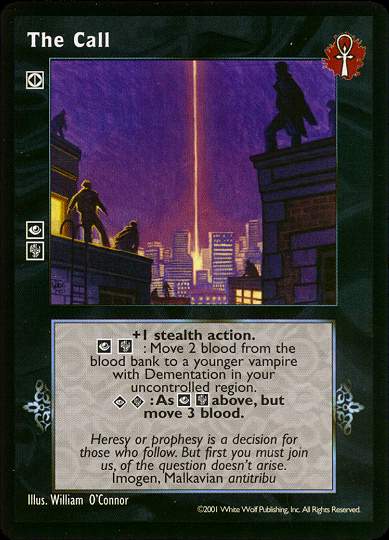 The Call
+1 stealth action.
: Move 2 blood from the
blood bank to a younger vampire
with Dementation in your
uncontrolled region.
: As above, but
move 3 blood.
Heresy or prophesy is a decision for
those who follow. But first you must join
us, of the question doesn't arise.
Imogen, Malkavian antitribu
Illus. William O'Connor
©2001 White Wolf Publishing, Inc. All Rights Reserved.